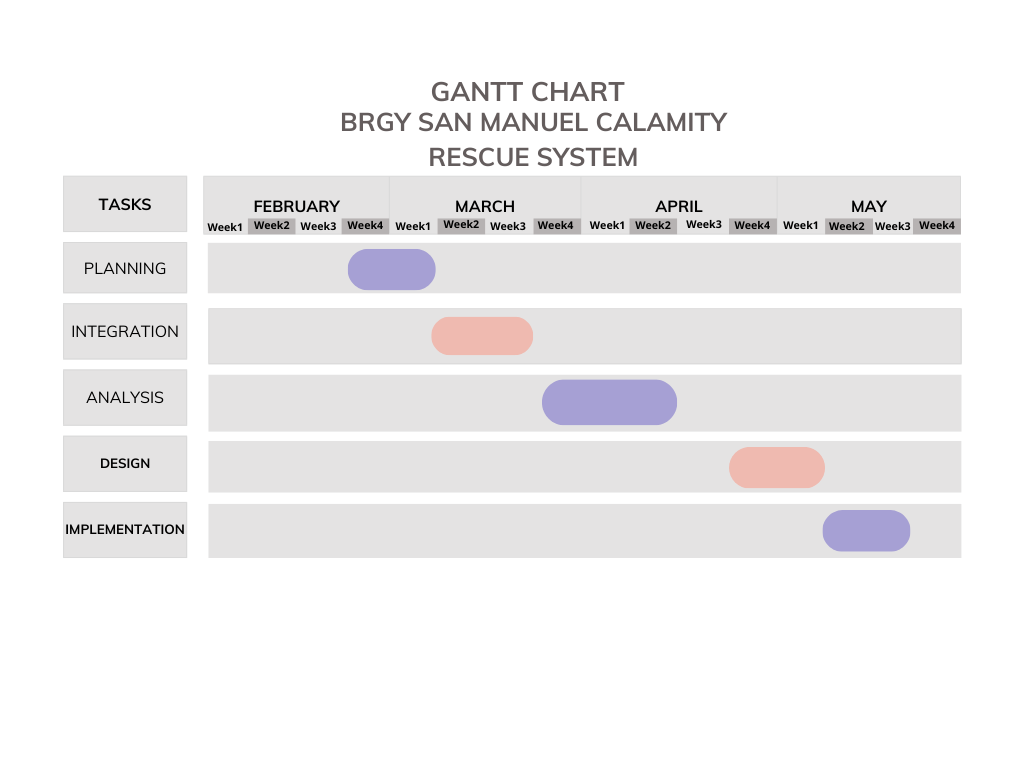 GANTT CHART
BRGY SAN MANUEL CALAMITY
RESCUE SYSTEM
TASKS
FEBRUARY MARCH APRIL MAY
Week1 Week2 Week3 Week4 Week1 Week2 Week3 Week4 Week1 Week2 Week3 Week4 Week1 Week2 Week3 Week4
PLANNING
INTEGRATION
ANALYSIS
DESIGN
IMPLEMENTATION